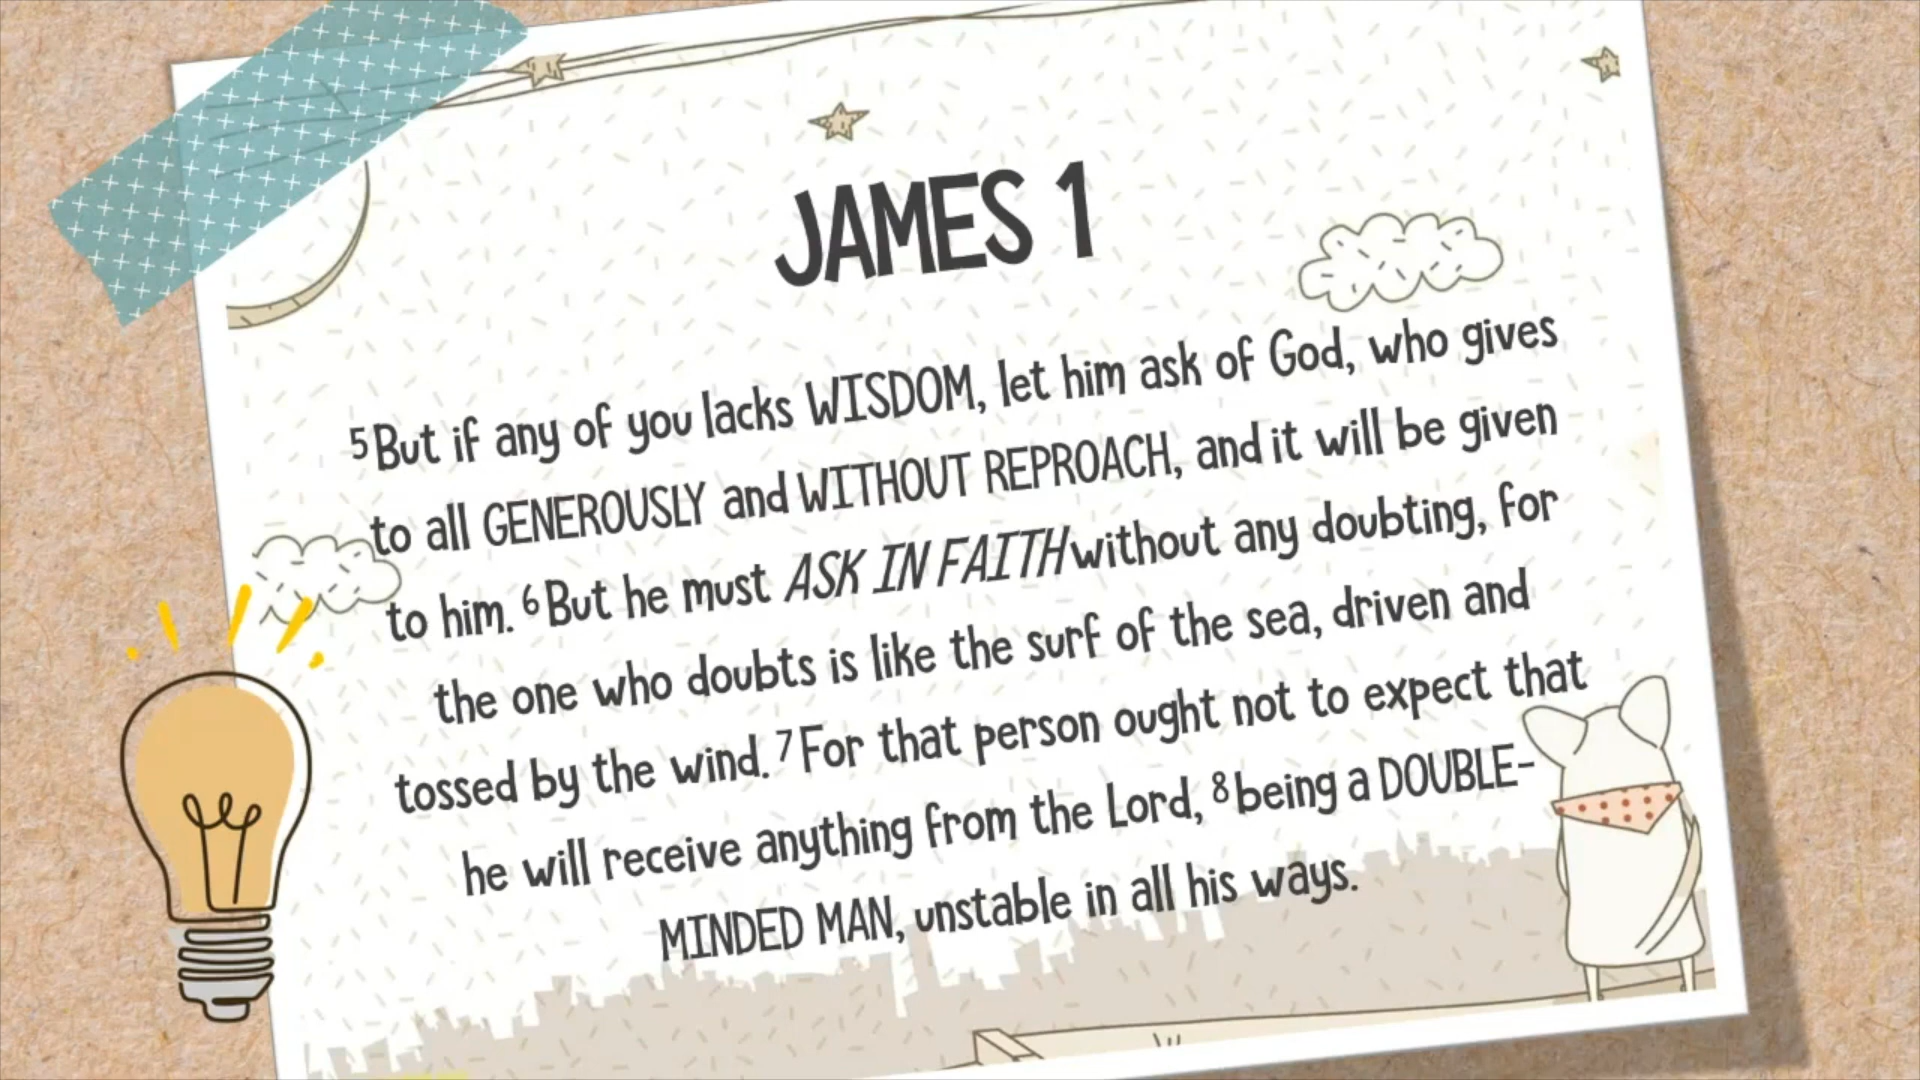 JAMES 1
5 But if any of you lacks WISDOM, let him ask of God, who gives
to all GENEROUSLY and WITHOUT REPROACH, and it will be given
to him. 6 But he must ASK IN FAITH without any doubting, for
the one who doubts is like the surf of the sea, driven and
tossed by the wind. 7 For that person ought not to expect that
he will receive anything from the Lord, 8 being a DOUBLE-
MINDED MAN, unstable in all his ways.